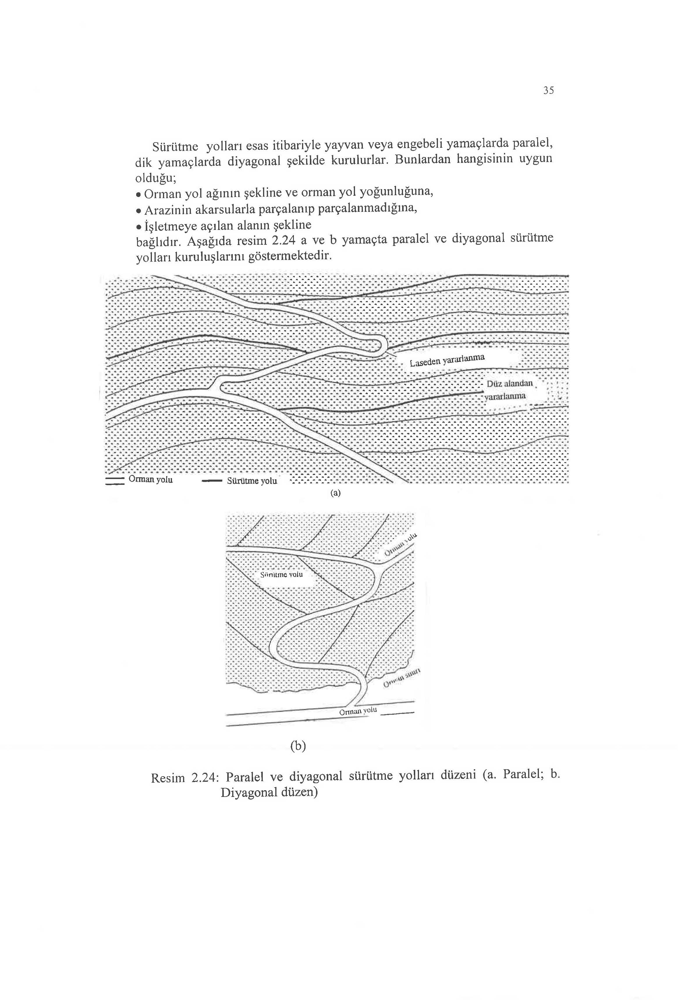 35
Sürütme yolları esas itibariyle yayvan veya engebeli yamaçlarda paralel,
dik yamaçlarda diyagonal şekilde kurulurlar. Bunlardan hangisinin uygun
olduğu;
• Orman yol ağının şekline ve orman yol yoğunluğuna,
• Arazinin akarsularla parçalanıp parçalanmadığına,
• İşletmeye açılan alanın şekline
bağlıdır. Aşağıda resim 2.24 a ve b yamaçta paralel ve diyagonal sürütme
yolları kuruluşlarını göstermektedir.
Laseden yararlanma
Düz alandan
yararlanma
Orman yolu
Sürütme yolu
(a)
Orman yolu
Sürütme yolu
Orman sınırı
Orman yolu
(b)
Resim 2.24: Paralel ve diyagonal sürütme yolları düzeni (a. Paralel; b.
Diyagonal düzen)